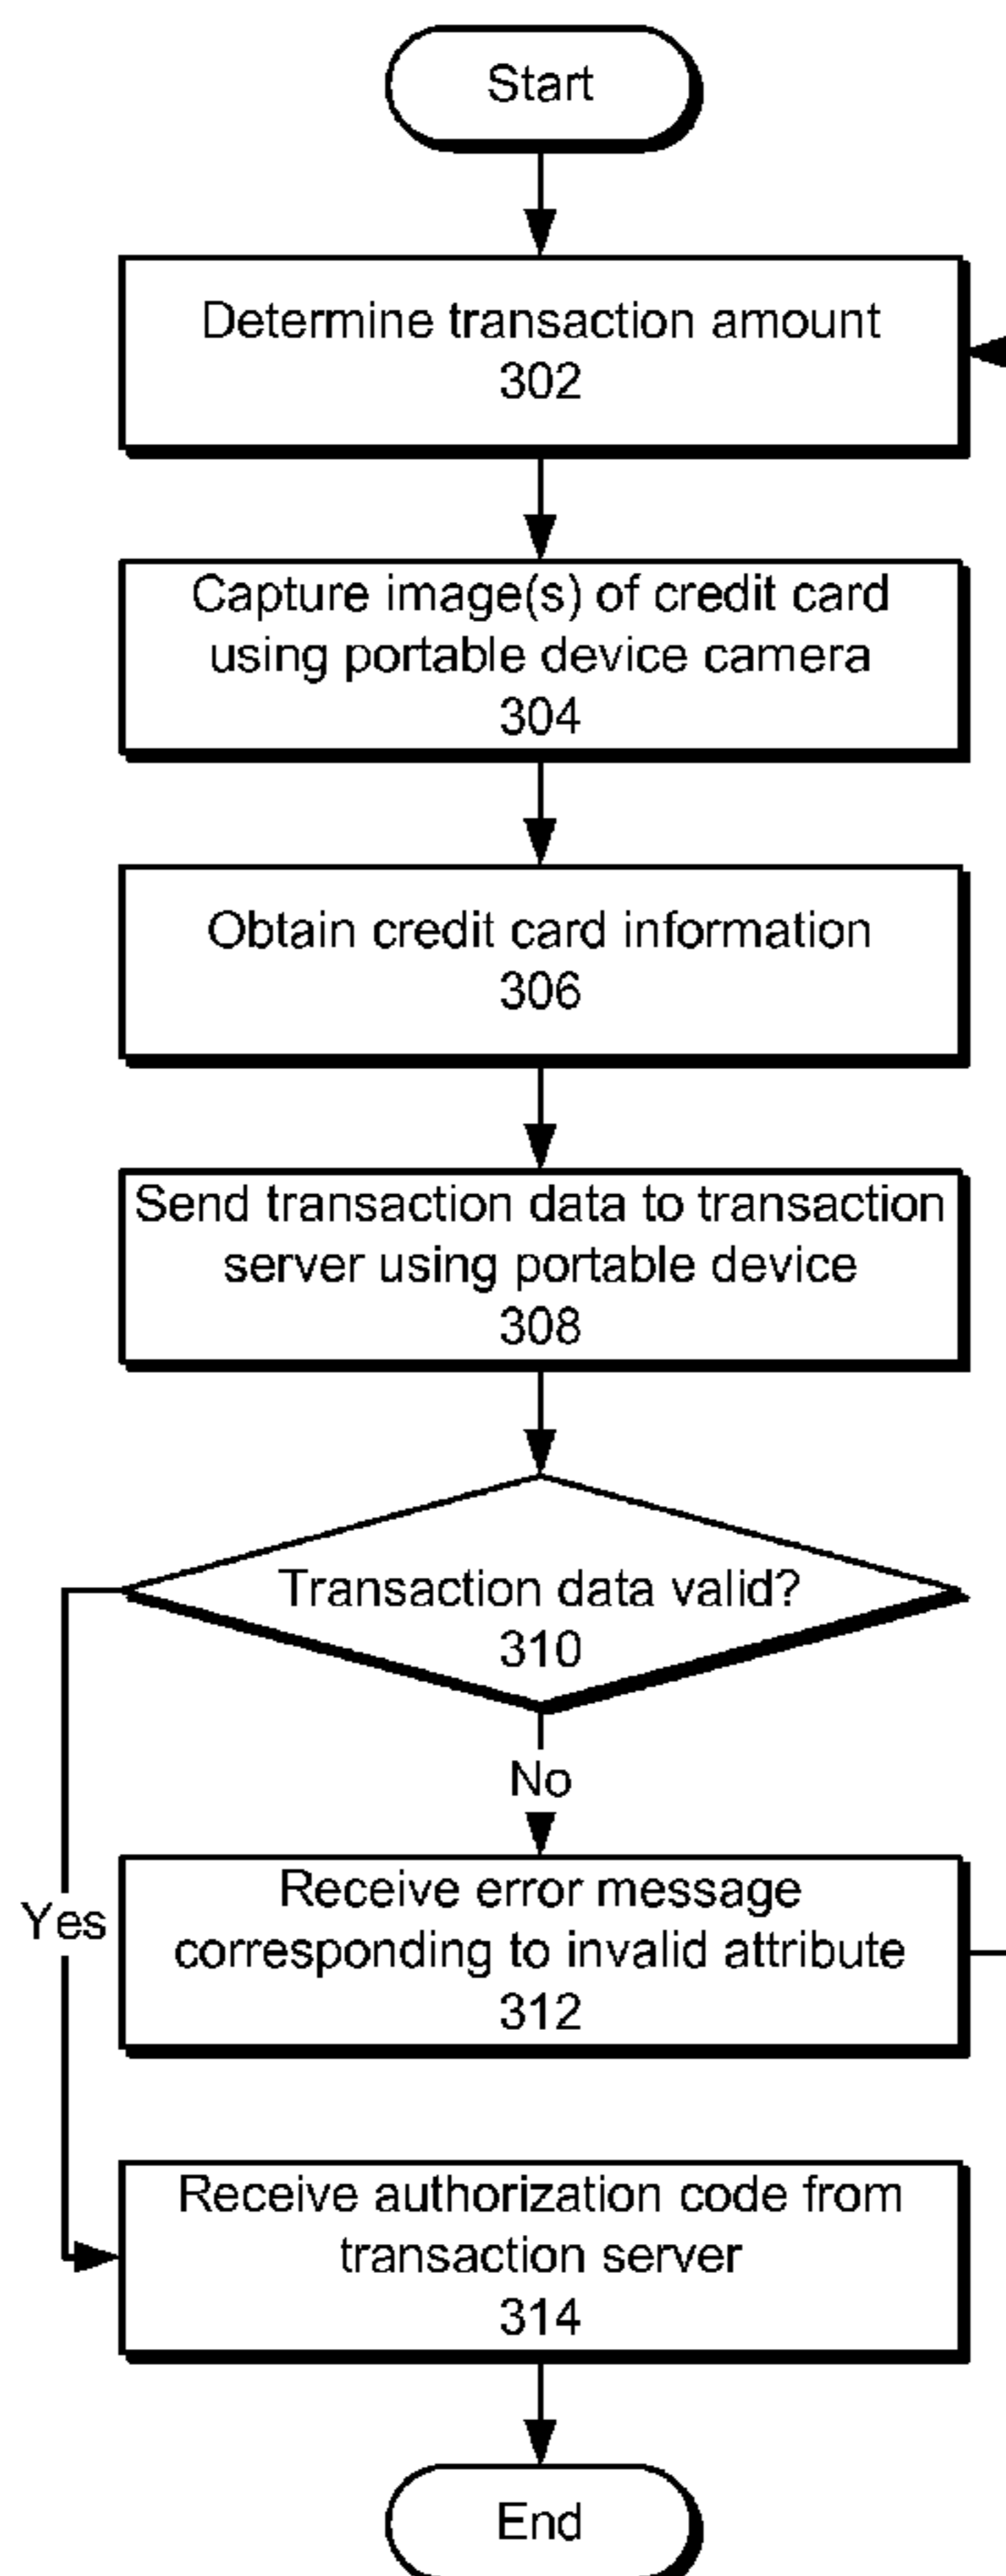 Start
Determine transaction amount
302
Capture image(s) of credit card
using portable device camera
304
Obtain credit card information
306
Send transaction data to transaction
server using portable device
308
Transaction data valid?
310
No
Receive error message
corresponding to invalid attribute
312
Yes
Receive authorization code from
transaction server
314
End